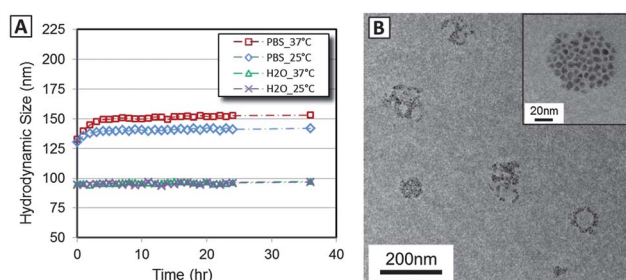 A
Hydrodynamic Size (nm)
225
200
175
150
125
100
75
50
0
10
20
30
40
Time (hr)
PBS_37°C
PBS_25°C
H2O_37°C
H2O_25°C
B
20nm
200nm